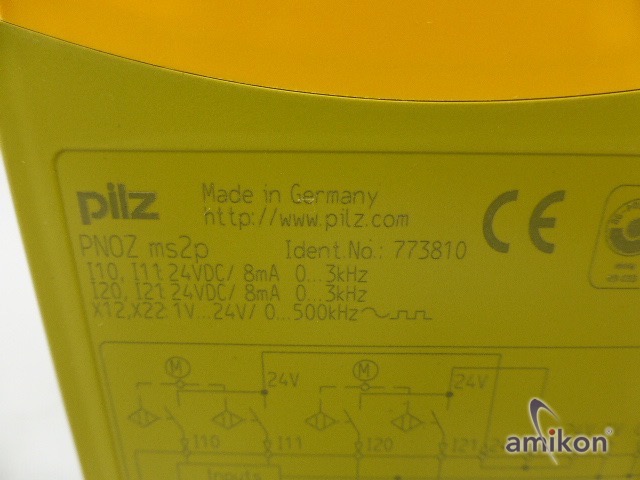 pilz
Made in Germany
http://www.pilz.com
CE
PNOZ ms2p Ident.No.: 773810
I10, I11 24VDC/ 8mA 0...3kHz
I20, I21 24VDC/ 8mA 0...3kHz
X12,X22 1V...24V/ 0...500kHz
M
24V
M
24V
I10
I11
I20
I21
Inputs
amikon®